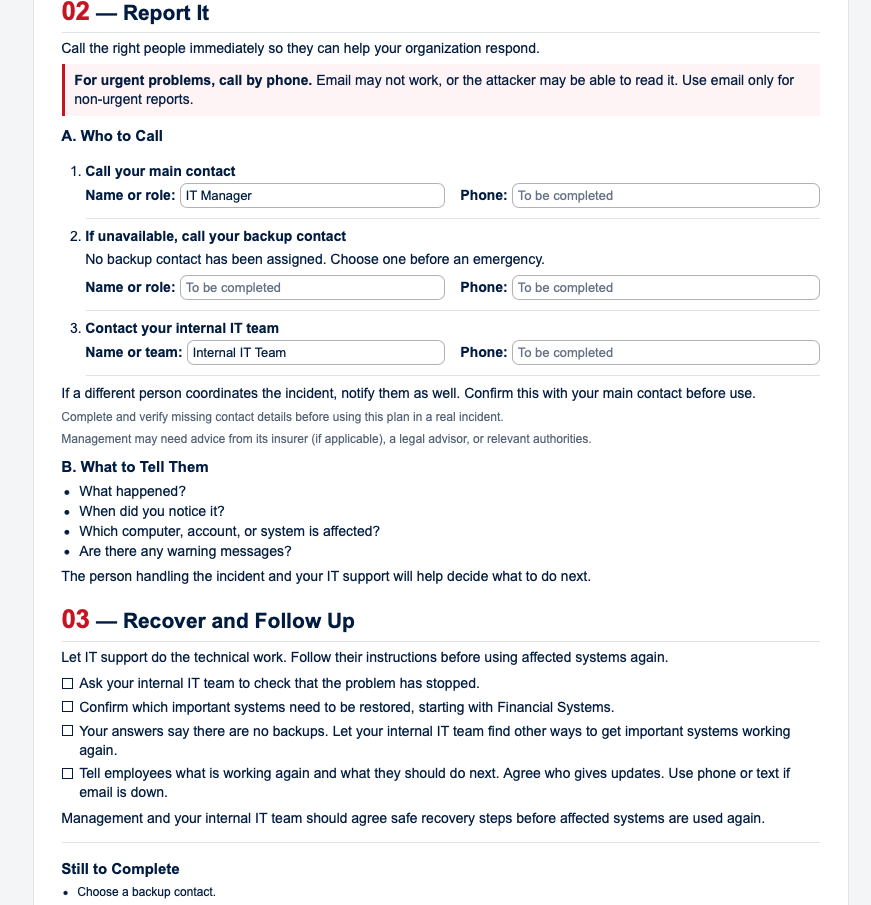 02 — Report It
Call the right people immediately so they can help your organization respond.
For urgent problems, call by phone. Email may not work, or the attacker may be able to read it. Use email only for
non-urgent reports.
A. Who to Call
1. Call your main contact
Name or role: IT Manager Phone: To be completed
2. If unavailable, call your backup contact
No backup contact has been assigned. Choose one before an emergency.
Name or role: To be completed Phone: To be completed
3. Contact your internal IT team
Name or team: Internal IT Team Phone: To be completed
If a different person coordinates the incident, notify them as well. Confirm this with your main contact before use.
Complete and verify missing contact details before using this plan in a real incident.
Management may need advice from its insurer (if applicable), a legal advisor, or relevant authorities.
B. What to Tell Them
• What happened?
• When did you notice it?
• Which computer, account, or system is affected?
• Are there any warning messages?
The person handling the incident and your IT support will help decide what to do next.
03 — Recover and Follow Up
Let IT support do the technical work. Follow their instructions before using affected systems again.
☐ Ask your internal IT team to check that the problem has stopped.
☐ Confirm which important systems need to be restored, starting with Financial Systems.
☐ Your answers say there are no backups. Let your internal IT team find other ways to get important systems working
again.
☐ Tell employees what is working again and what they should do next. Agree who gives updates. Use phone or text if
email is down.
Management and your internal IT team should agree safe recovery steps before affected systems are used again.
Still to Complete
• Choose a backup contact.